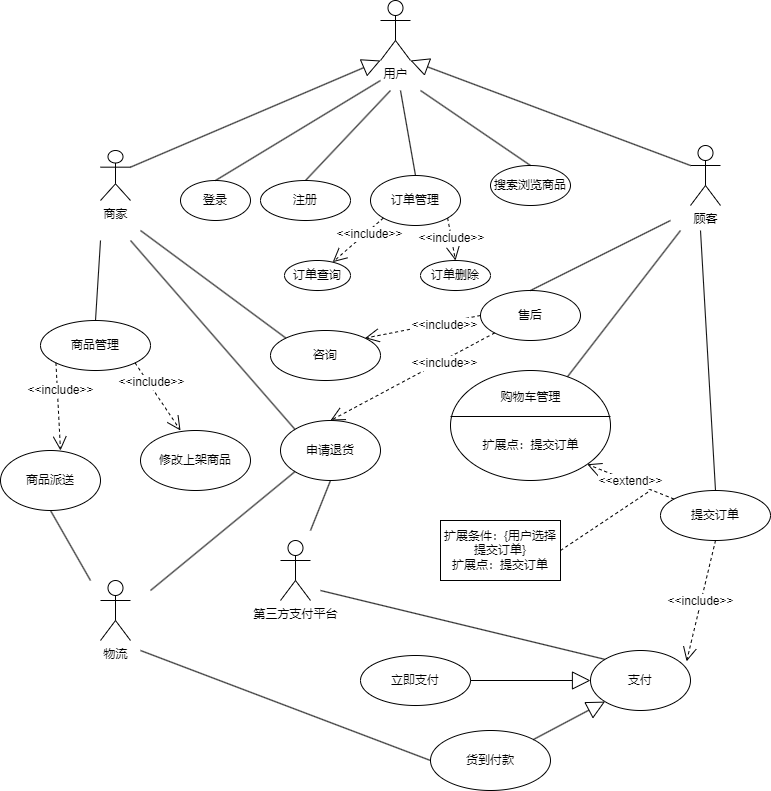 用户
商家
顾客
登录
注册
订单管理
搜索浏览商品
<<include>>
<<include>>
订单查询
订单删除
售后
<<include>>
商品管理
咨询
<<include>>
<<include>>
<<include>>
购物车管理
扩展点：提交订单
申请退货
修改上架商品
商品派送
<<extend>>
提交订单
扩展条件：{用户选择
提交订单}
扩展点：提交订单
<<include>>
第三方支付平台
物流
立即支付
支付
货到付款